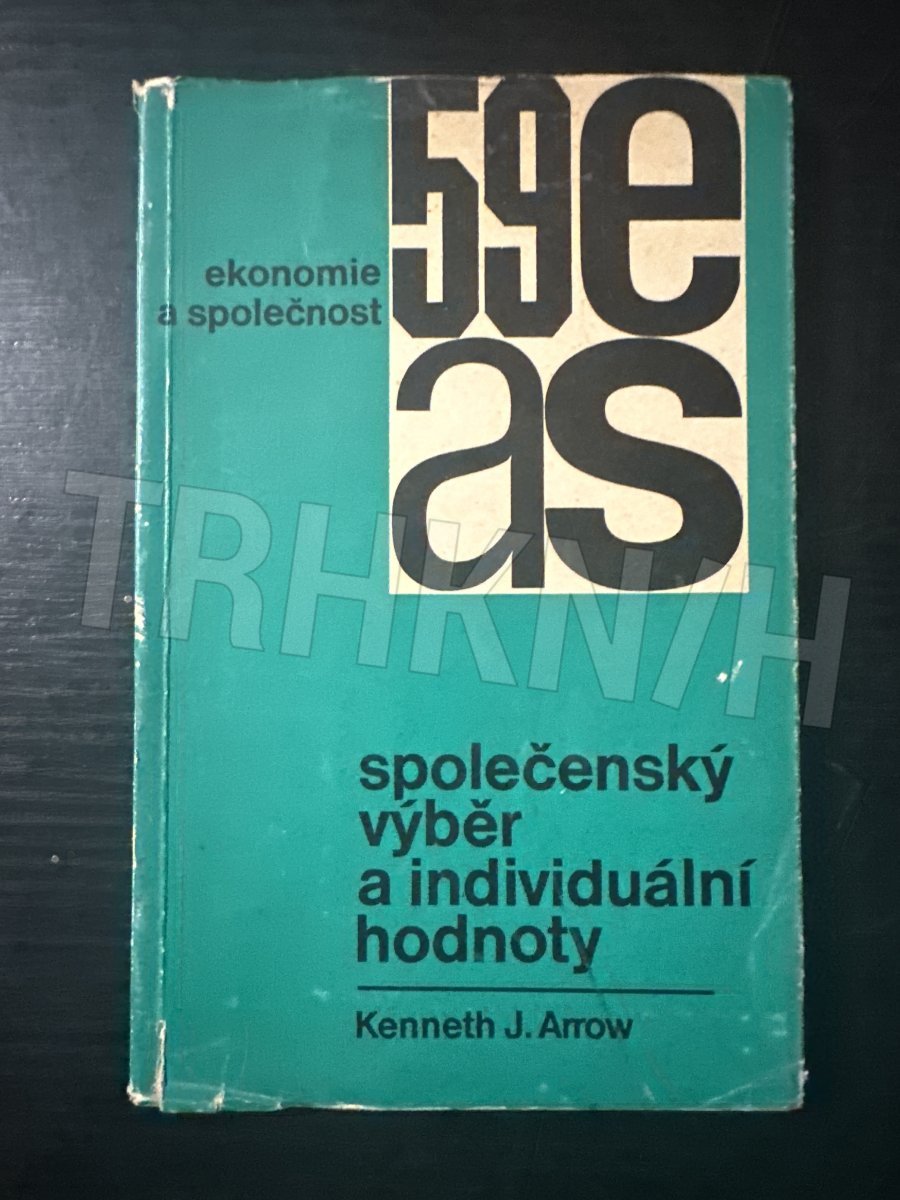 59e
ekonomie
a společnost
as
společenský
výběr
a individuální
hodnoty
Kenneth J. Arrow
TRHKNIH